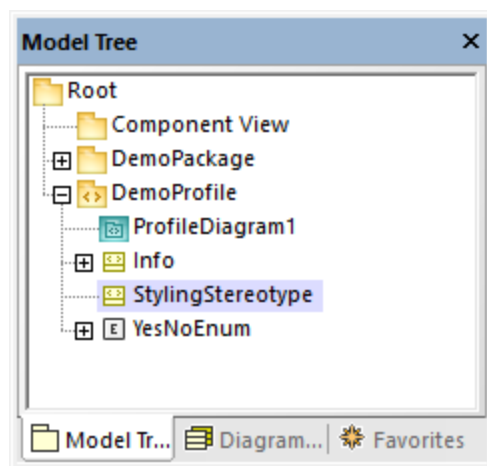 Model Tree
Root
Component View
DemoPackage
DemoProfile
ProfileDiagram1
Info
StylingStereotype
E YesNoEnum
Model Tr... Diagram... Favorites